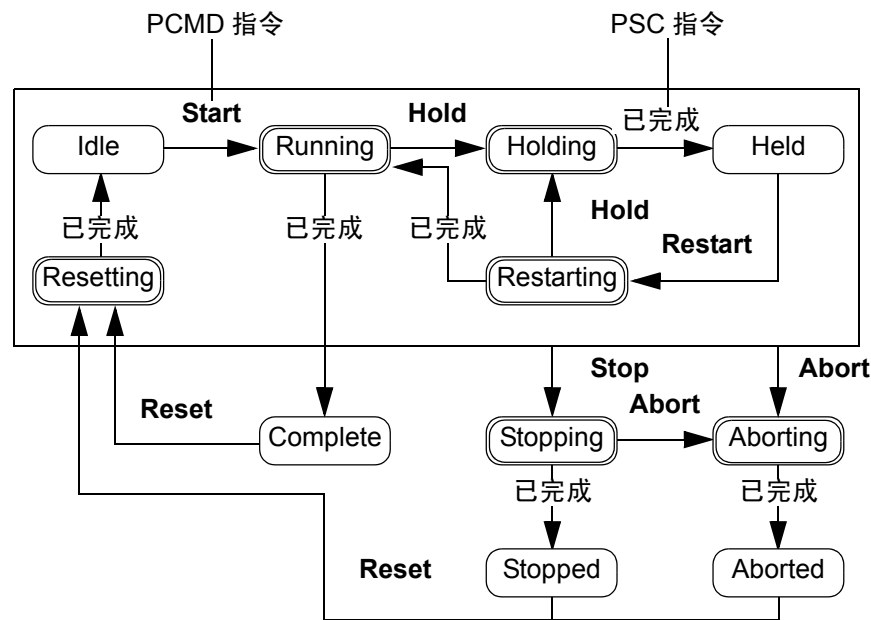 PCMD 指令
PSC 指令
Start
Hold
已完成
Idle
Running
Holding
Held
已完成
已完成
已完成
Hold
Restart
Resetting
Restarting
Stop
Abort
Abort
Reset
Complete
Stopping
Aborting
已完成
已完成
Reset
Stopped
Aborted